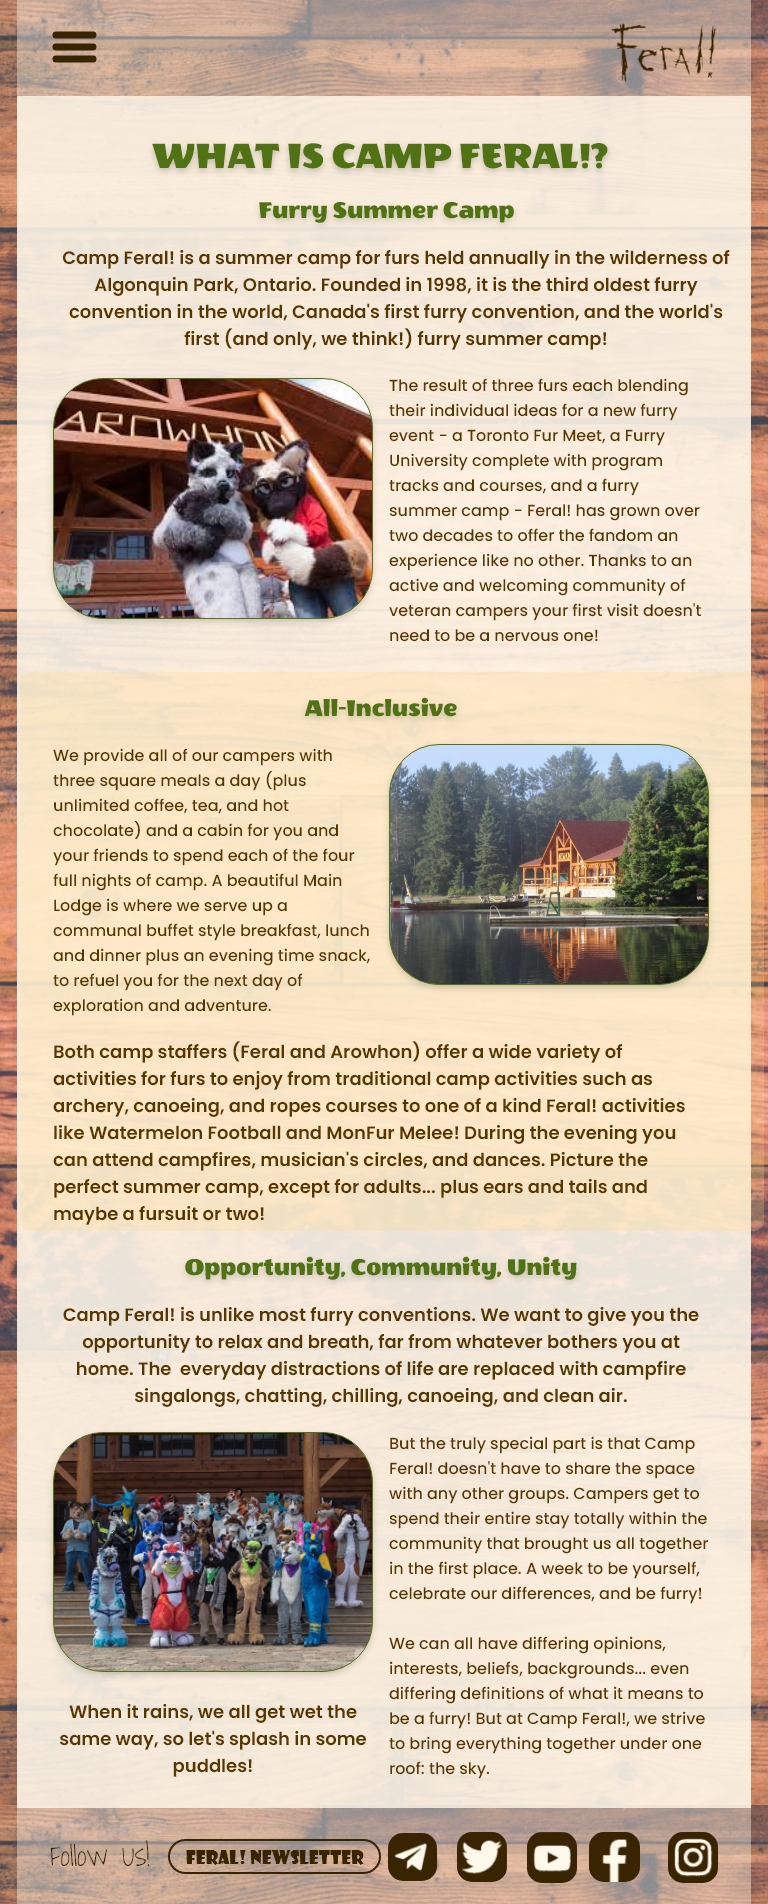 Feral!
WHAT IS CAMP FERAL!?
Furry Summer Camp
Camp Feral! is a summer camp for furs held annually in the wilderness of
Algonquin Park, Ontario. Founded in 1998, it is the third oldest furry
convention in the world, Canada's first furry convention, and the world's
first (and only, we think!) furry summer camp!
AROWHON
The result of three furs each blending
their individual ideas for a new furry
event - a Toronto Fur Meet, a Furry
University complete with program
tracks and courses, and a furry
summer camp - Feral! has grown over
two decades to offer the fandom an
experience like no other. Thanks to an
active and welcoming community of
veteran campers your first visit doesn't
need to be a nervous one!
All-Inclusive
We provide all of our campers with
three square meals a day (plus
unlimited coffee, tea, and hot
chocolate) and a cabin for you and
your friends to spend each of the four
full nights of camp. A beautiful Main
Lodge is where we serve up a
communal buffet style breakfast, lunch
and dinner plus an evening time snack,
to refuel you for the next day of
exploration and adventure.
Both camp staffers (Feral and Arowhon) offer a wide variety of
activities for furs to enjoy from traditional camp activities such as
archery, canoeing, and ropes courses to one of a kind Feral! activities
like Watermelon Football and MonFur Melee! During the evening you
can attend campfires, musician's circles, and dances. Picture the
perfect summer camp, except for adults... plus ears and tails and
maybe a fursuit or two!
Opportunity, Community, Unity
Camp Feral! is unlike most furry conventions. We want to give you the
opportunity to relax and breath, far from whatever bothers you at
home. The  everyday distractions of life are replaced with campfire
singalongs, chatting, chilling, canoeing, and clean air.
But the truly special part is that Camp
Feral! doesn't have to share the space
with any other groups. Campers get to
spend their entire stay totally within the
community that brought us all together
in the first place. A week to be yourself,
celebrate our differences, and be furry!
We can all have differing opinions,
interests, beliefs, backgrounds... even
differing definitions of what it means to
be a furry! But at Camp Feral!, we strive
to bring everything together under one
roof: the sky.
When it rains, we all get wet the
same way, so let's splash in some
puddles!
Follow Us!
FERAL! NEWSLETTER